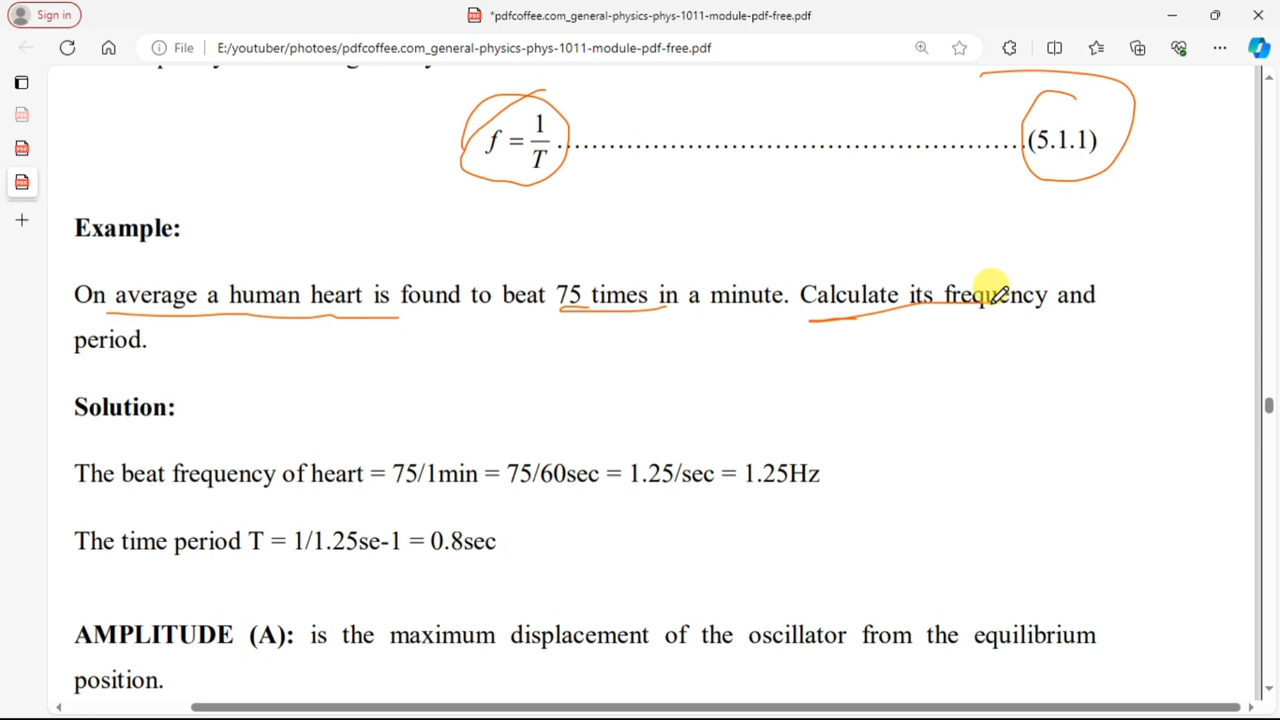 Sign in
*pdfcoffee.com_general-physics-phys-1011-module-pdf-free.pdf
File
E:/youtuber/photoes/pdfcoffee.com_general-physics-phys-1011-module-pdf-free.pdf
f = 1/T ............................................................(5.1.1)
Example:
On average a human heart is found to beat 75 times in a minute. Calculate its frequency and
period.
Solution:
The beat frequency of heart = 75/1min = 75/60sec = 1.25/sec = 1.25Hz
The time period T = 1/1.25se-1 = 0.8sec
AMPLITUDE (A): is the maximum displacement of the oscillator from the equilibrium
position.